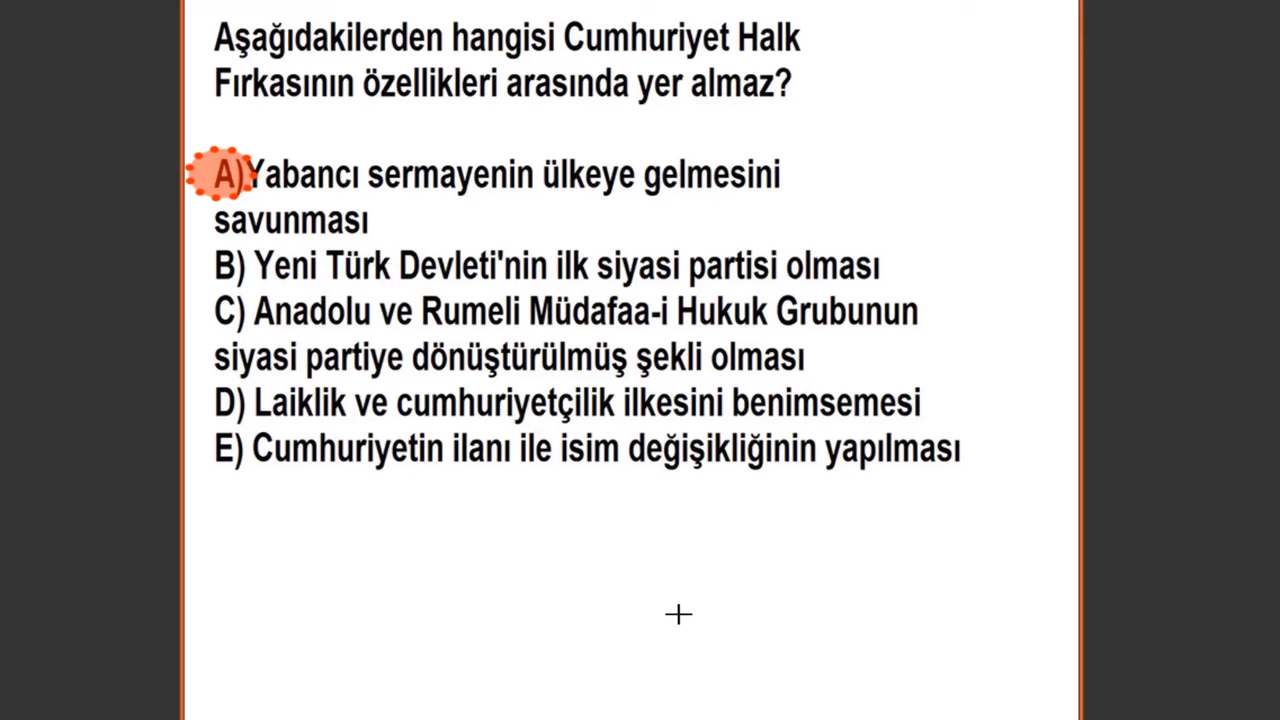 Aşağıdakilerden hangisi Cumhuriyet Halk
Fırkasının özellikleri arasında yer almaz?
A)Yabancı sermayenin ülkeye gelmesini
savunması
B) Yeni Türk Devleti'nin ilk siyasi partisi olması
C) Anadolu ve Rumeli Müdafaa-i Hukuk Grubunun
siyasi partiye dönüştürülmüş şekli olması
D) Laiklik ve cumhuriyetçilik ilkesini benimsemesi
E) Cumhuriyetin ilanı ile isim değişikliğinin yapılması